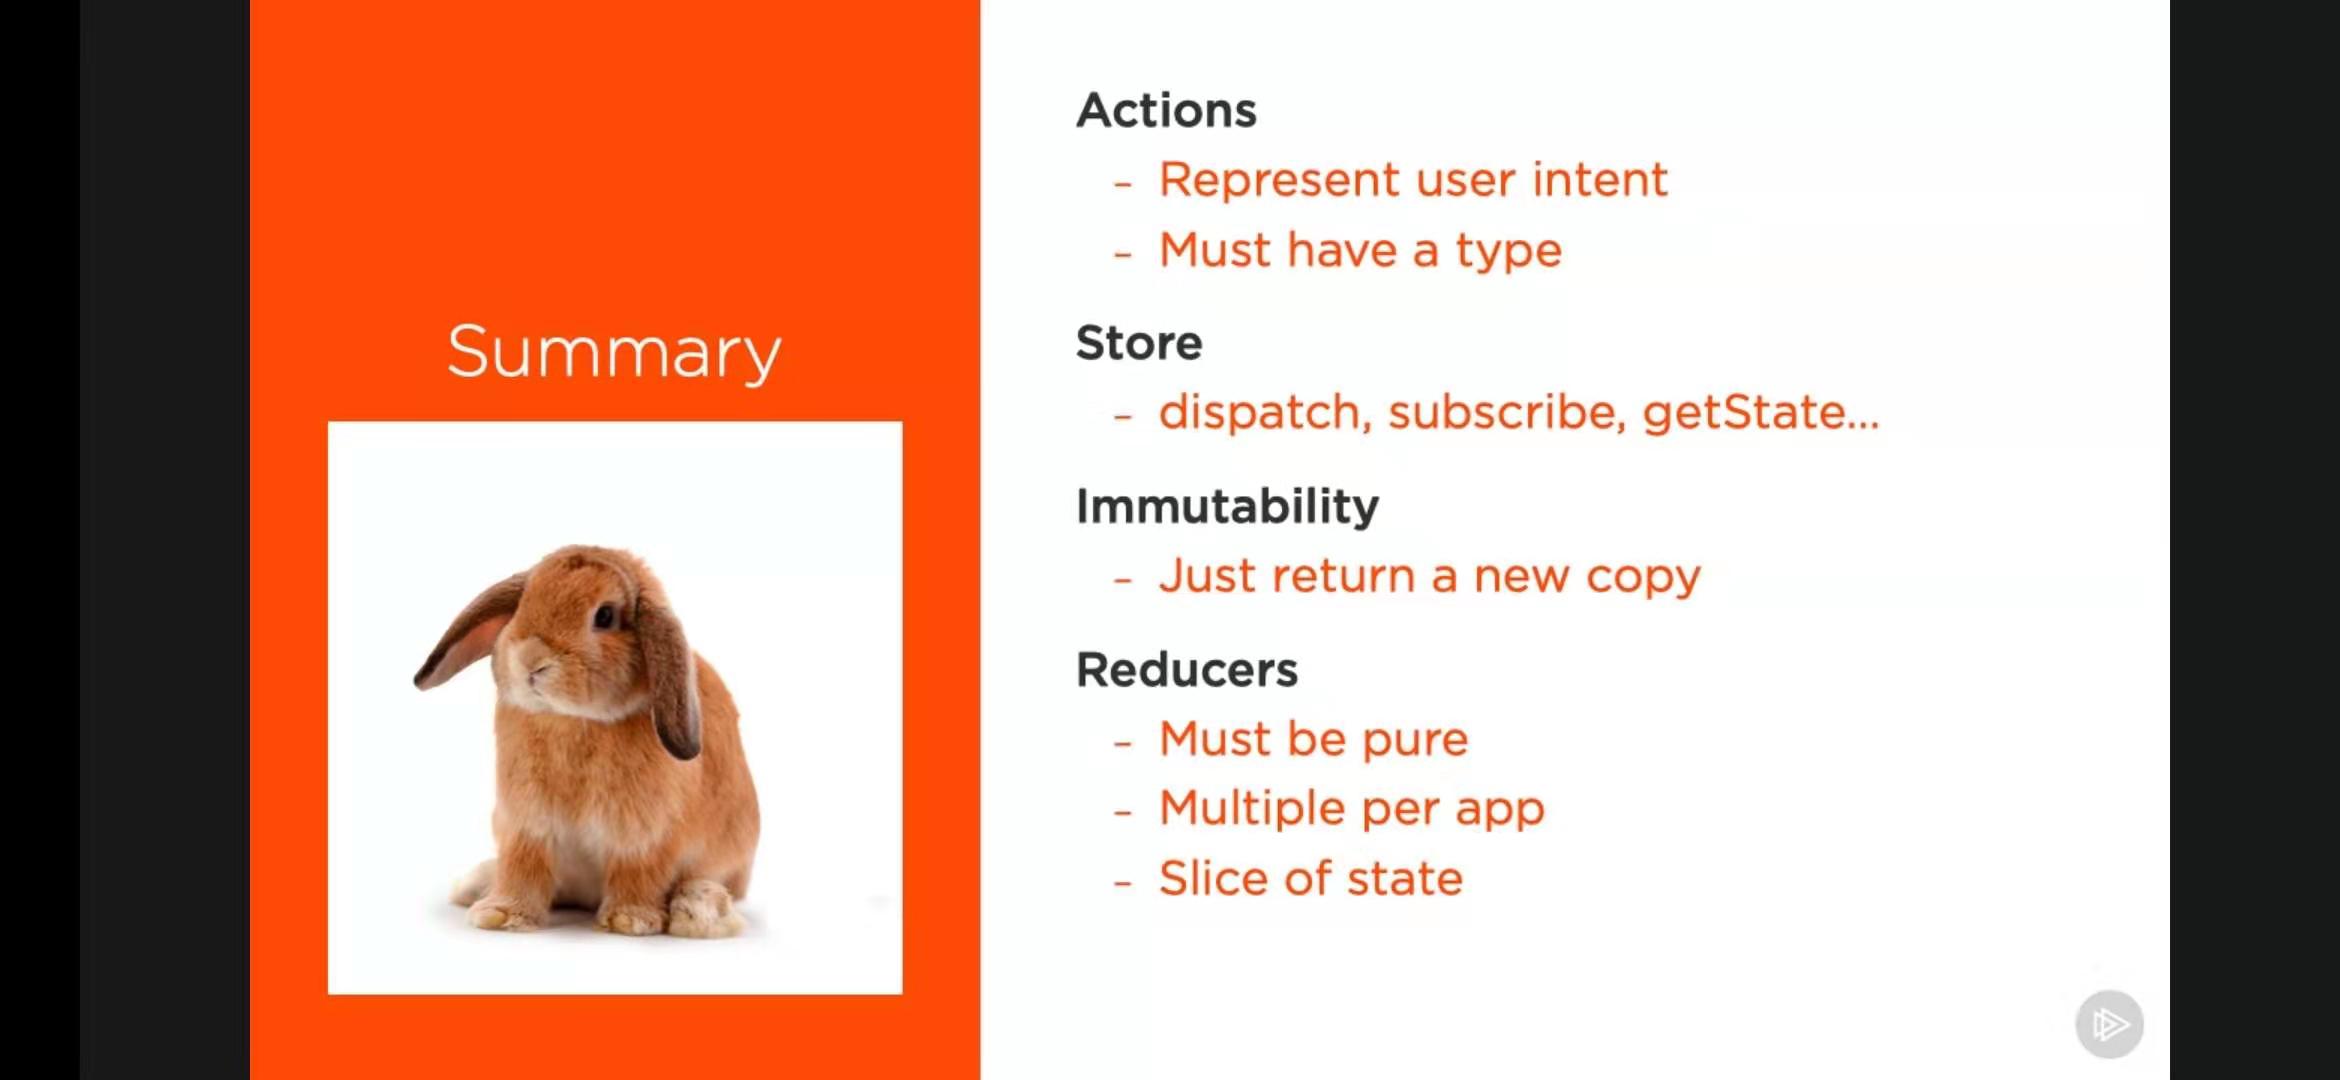 Summary
Actions
– Represent user intent
– Must have a type
Store
– dispatch, subscribe, getState...
Immutability
– Just return a new copy
Reducers
– Must be pure
– Multiple per app
– Slice of state